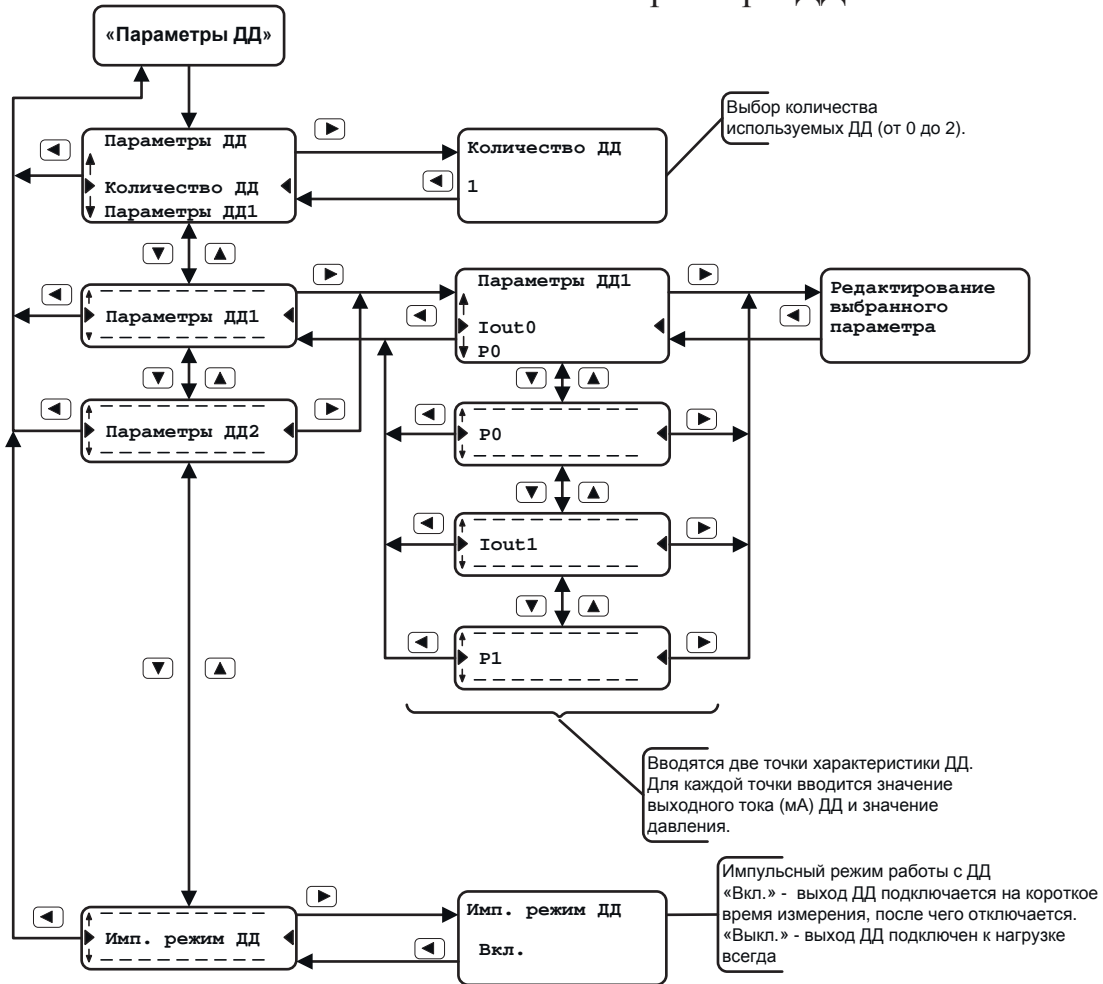 «Параметры ДД»
Параметры ДД
Количество ДД
Параметры ДД1
Количество ДД
1
Выбор количества
используемых ДД (от 0 до 2).
Параметры ДД1
Параметры ДД1
Iout0
P0
Редактирование
выбранного
параметра
Параметры ДД2
P0
Iout1
P1
Вводятся две точки характеристики ДД.
Для каждой точки вводится значение
выходного тока (мА) ДД и значение
давления.
Имп. режим ДД
Имп. режим ДД
Вкл.
Импульсный режим работы с ДД
«Вкл.» - выход ДД подключается на короткое
время измерения, после чего отключается.
«Выкл.» - выход ДД подключен к нагрузке
всегда